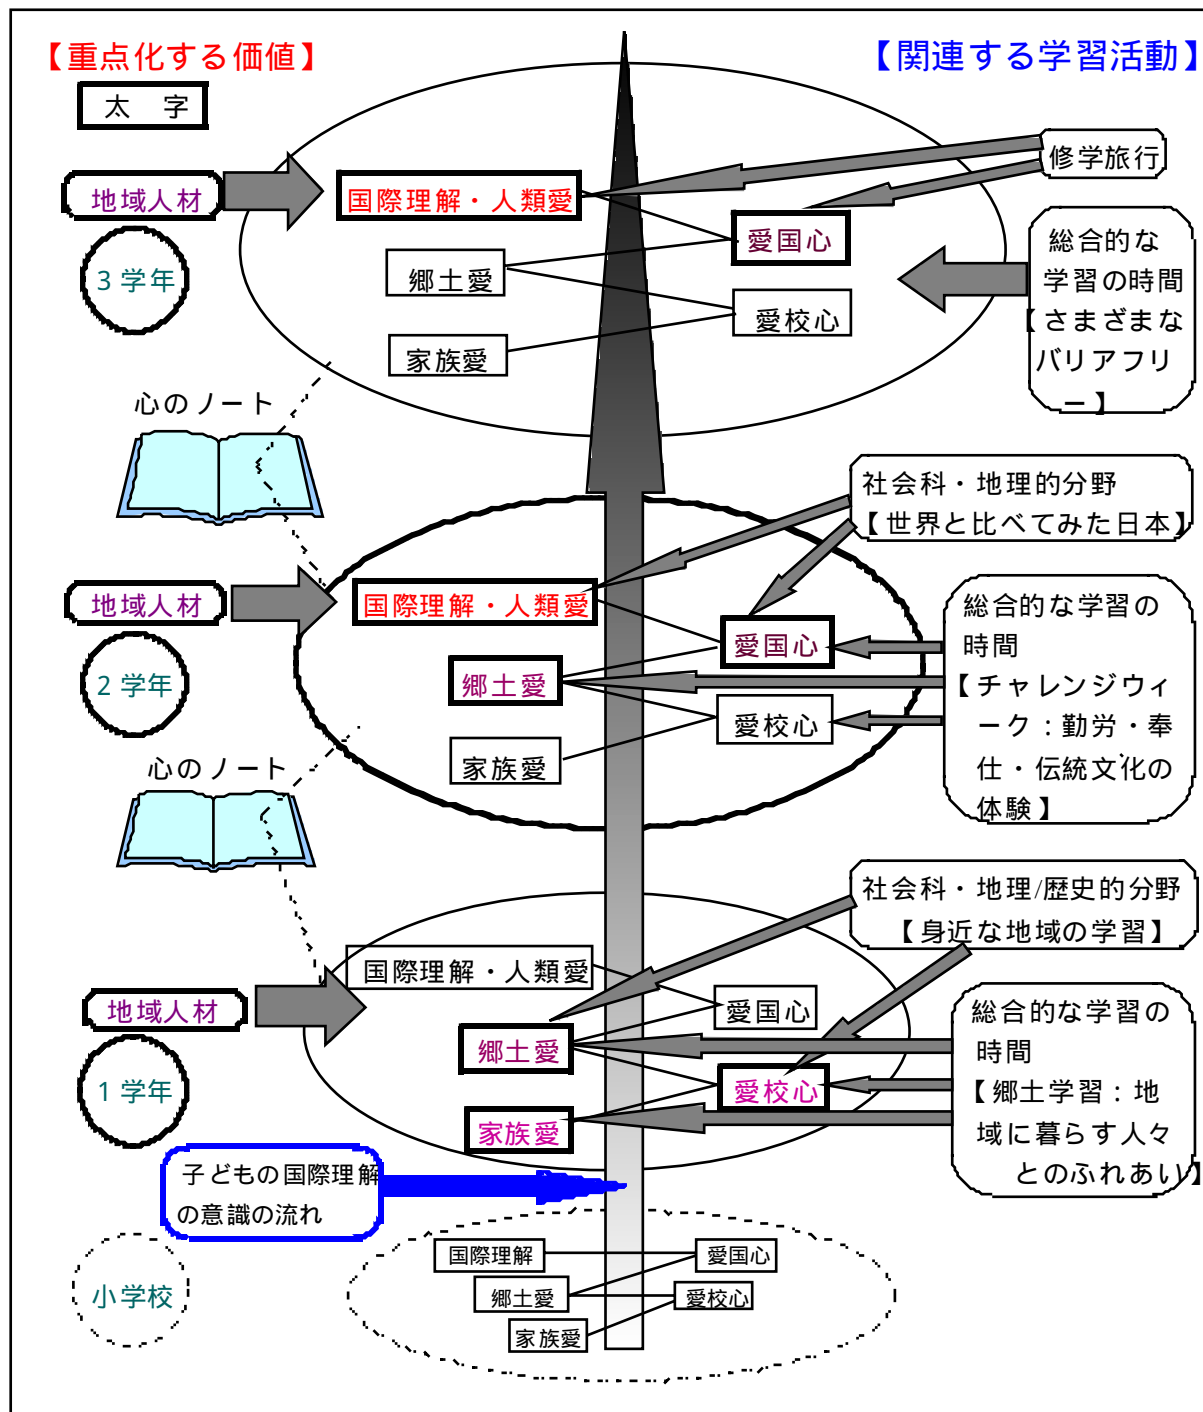 【重点化する価値】
【関連する学習活動】
太 字
修学旅行
地域人材
国際理解・人類愛
愛国心
3 学年
郷土愛
愛校心
家族愛
総合的な
学習の時間
【さまざまな
バリアフリ
ー】
心のノート
社会科・地理的分野
【世界と比べてみた日本】
地域人材
国際理解・人類愛
愛国心
2 学年
郷土愛
愛校心
家族愛
総合的な学習の
時間
【チャレンジウィ
ーク：勤労・奉
仕・伝統文化の
体験】
心のノート
社会科・地理/歴史的分野
【身近な地域の学習】
国際理解・人類愛
愛国心
地域人材
郷土愛
1 学年
愛校心
家族愛
総合的な学習の
時間
【郷土学習：地
域に暮らす人々
とのふれあい】
子どもの国際理解
の意識の流れ
小学校
国際理解
愛国心
郷土愛
愛校心
家族愛